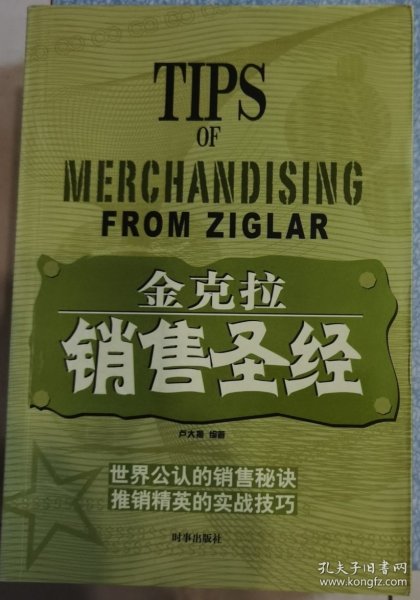 TIPS
OF
MERCHANDISING
FROM ZIGLAR
金克拉
销售圣经
卢大振 编著
世界公认的销售秘诀
推销精英的实战技巧
时事出版社
孔夫子旧书网
www.kongfz.com